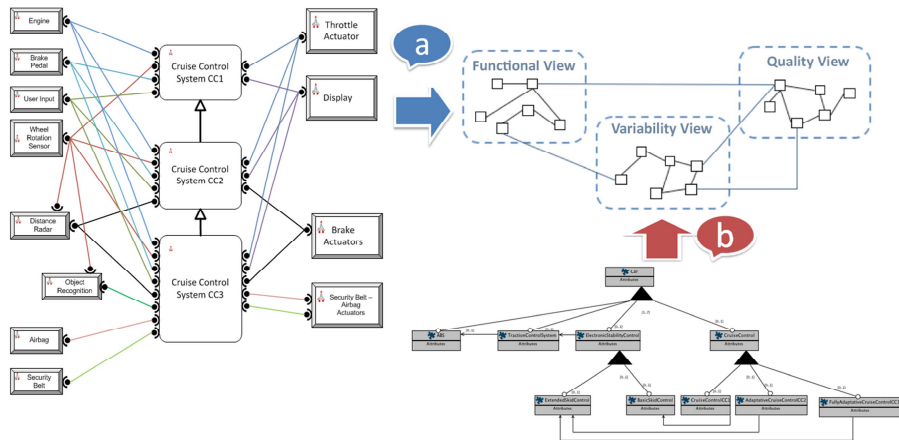 Engine
Brake
Pedal
User Input
Wheel
Rotation
Sensor
Distance
Radar
Object
Recognition
Airbag
Security
Belt
Cruise Control
System CC1
Cruise Control
System CC2
Cruise Control
System CC3
Throttle
Actuator
Display
Brake
Actuators
Security Belt –
Airbag
Actuators
a
Functional View
Variability View
Quality View
b
Car
Attributes
ABS
Attributes
TractionControlSystem
Attributes
ElectronicStabilityControl
Attributes
CruiseControl
Attributes
ExtendedSkidControl
Attributes
BasicSkidControl
Attributes
CruiseControlCC1
Attributes
AdaptativeCruiseControlCC2
Attributes
Attributes